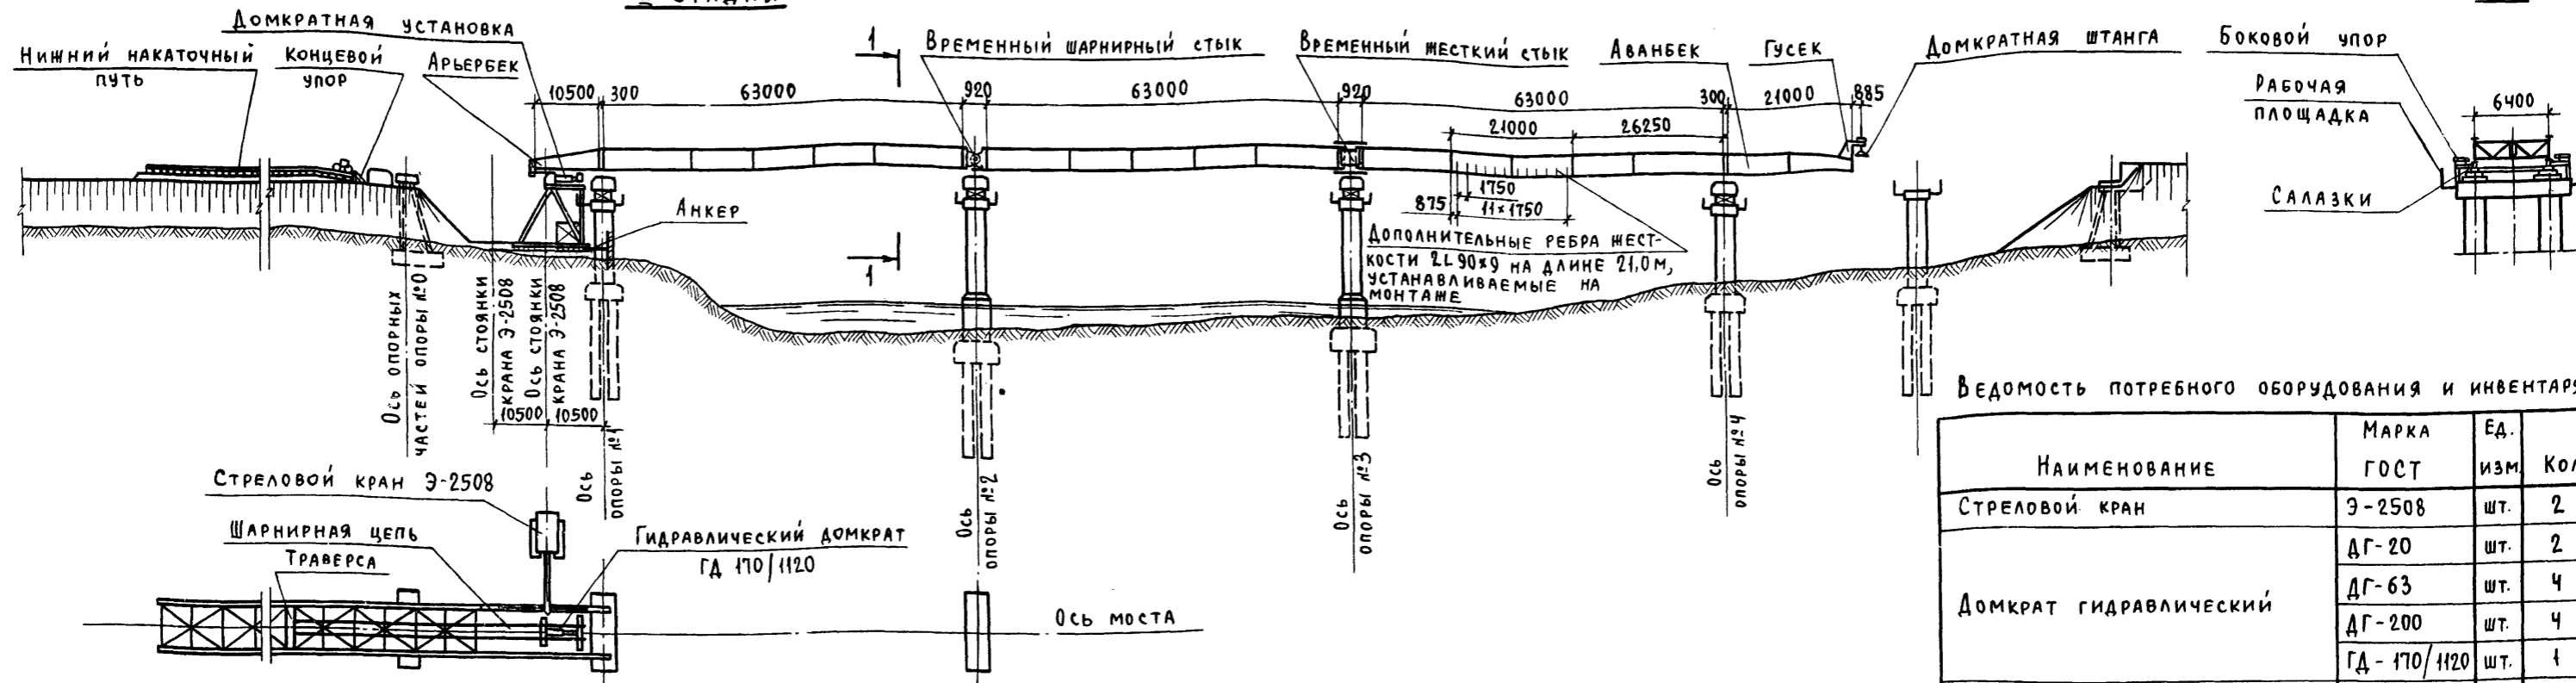 Домкратная установка
Нижний накаточный
путь
Концевой
упор
Арьербек
1
Временный шарнирный стык
Временный жесткий стык
Аванбек
Гусек
Домкратная штанга
Боковой упор
Рабочая
площадка
Салазки
6400
10500 300 63000 920 63000 920 63000 300 21000 885
21000 26250
1750
875 11×1750
Анкер
1
Дополнительные ребра жест-
кости 2L90×9 на длине 21,0м,
устанавливаемые на
монтаже
Ось опорных
частей опоры №0
Ось стоянки
крана Э-2508
Ось стоянки
крана Э-2508
10500 10500
Ось
опоры №1
Ось
опоры №2
Ось
опоры №3
Ось
опоры №4
Стреловой кран Э-2508
Шарнирная цепь
Траверса
Гидравлический домкрат
ГД 170/1120
Ось моста
Ведомость потребного оборудования и инвентаря
Наименование Марка ГОСТ Ед. изм. Кол
Стреловой кран Э-2508 шт. 2
Домкрат гидравлический ДГ-20 шт. 2
ДГ-63 шт. 4
ДГ-200 шт. 4
ГД-170/1120 шт. 1